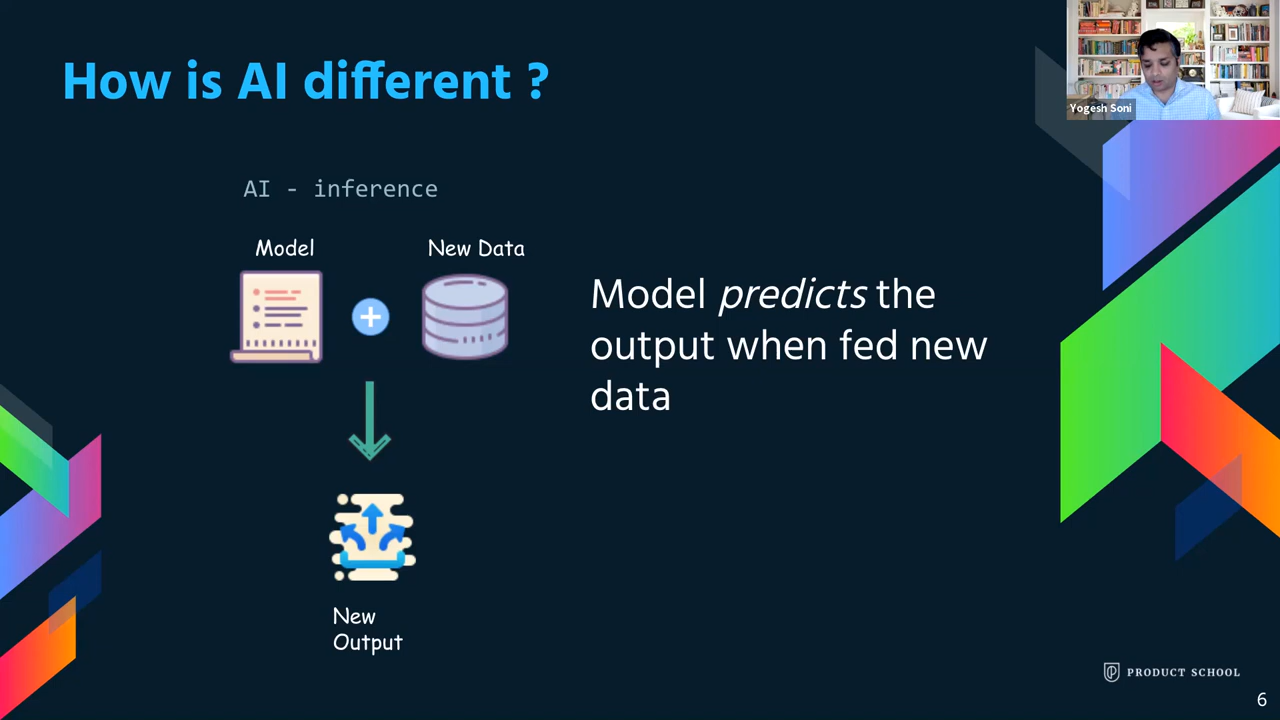 How is AI different ?
Yogesh Soni
AI - inference
Model
New Data
Model predicts the
output when fed new
data
New
Output
PRODUCT SCHOOL
6